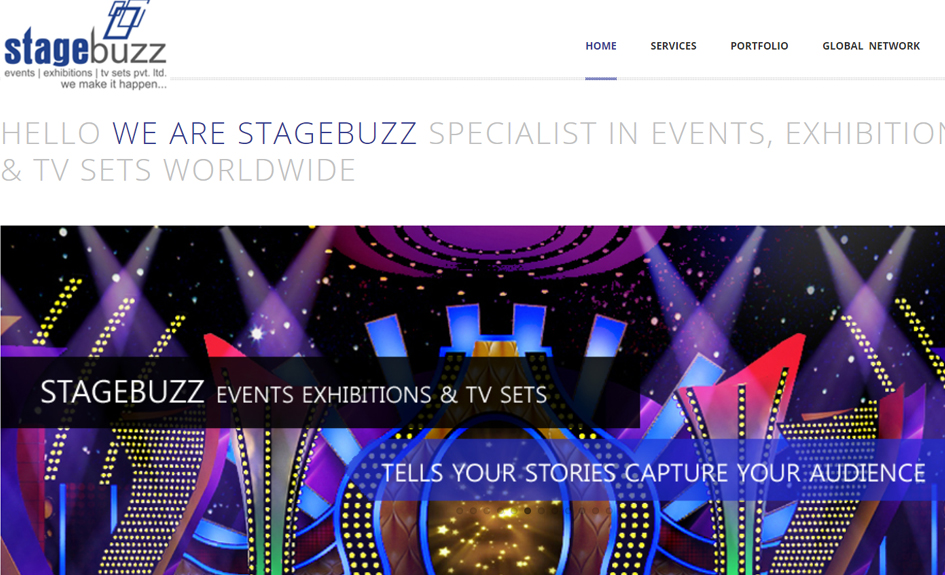 stagebuzz
events | exhibitions | tv sets pvt. ltd.
we make it happen...
HOME SERVICES PORTFOLIO GLOBAL NETWORK
HELLO WE ARE STAGEBUZZ SPECIALIST IN EVENTS, EXHIBITION
& TV SETS WORLDWIDE
STAGEBUZZ EVENTS EXHIBITIONS & TV SETS
TELLS YOUR STORIES CAPTURE YOUR AUDIENCE